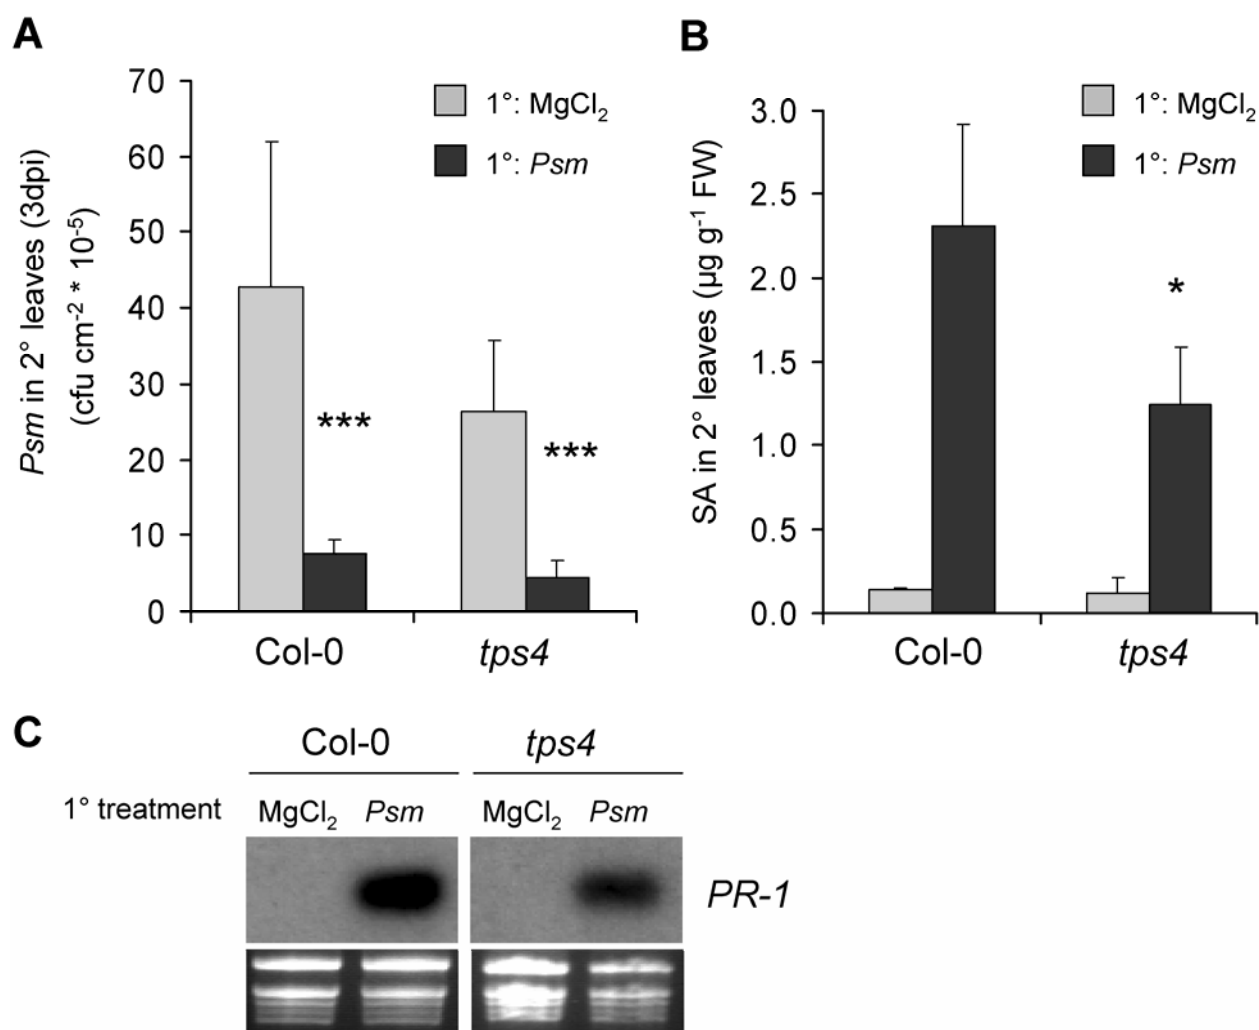 A
70
60
50
40
30
20
10
0
Psm in 2° leaves (3dpi)
(cfu cm⁻² * 10⁻⁵)
1°: MgCl₂
1°: Psm
***
***
Col-0
tps4
B
3.0
2.5
2.0
1.5
1.0
0.5
0.0
SA in 2° leaves (µg g⁻¹ FW)
1°: MgCl₂
1°: Psm
*
Col-0
tps4
C
Col-0 tps4
1° treatment MgCl₂ Psm MgCl₂ Psm
PR-1